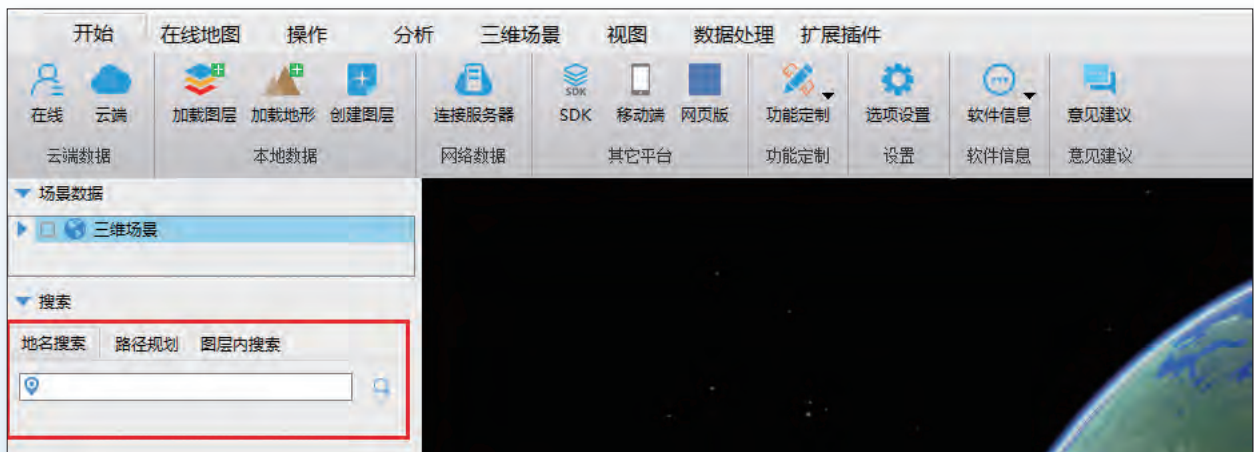 开始 在线地图 操作 分析 三维场景 视图 数据处理 扩展插件
在线 云端 加载图层 加载地形 创建图层 连接服务器 SDK 移动端 网页版 功能定制 选项设置 软件信息 意见建议
云端数据 本地数据 网络数据 其它平台 功能定制 设置 软件信息 意见建议
场景数据
三维场景
搜索
地名搜索 路径规划 图层内搜索